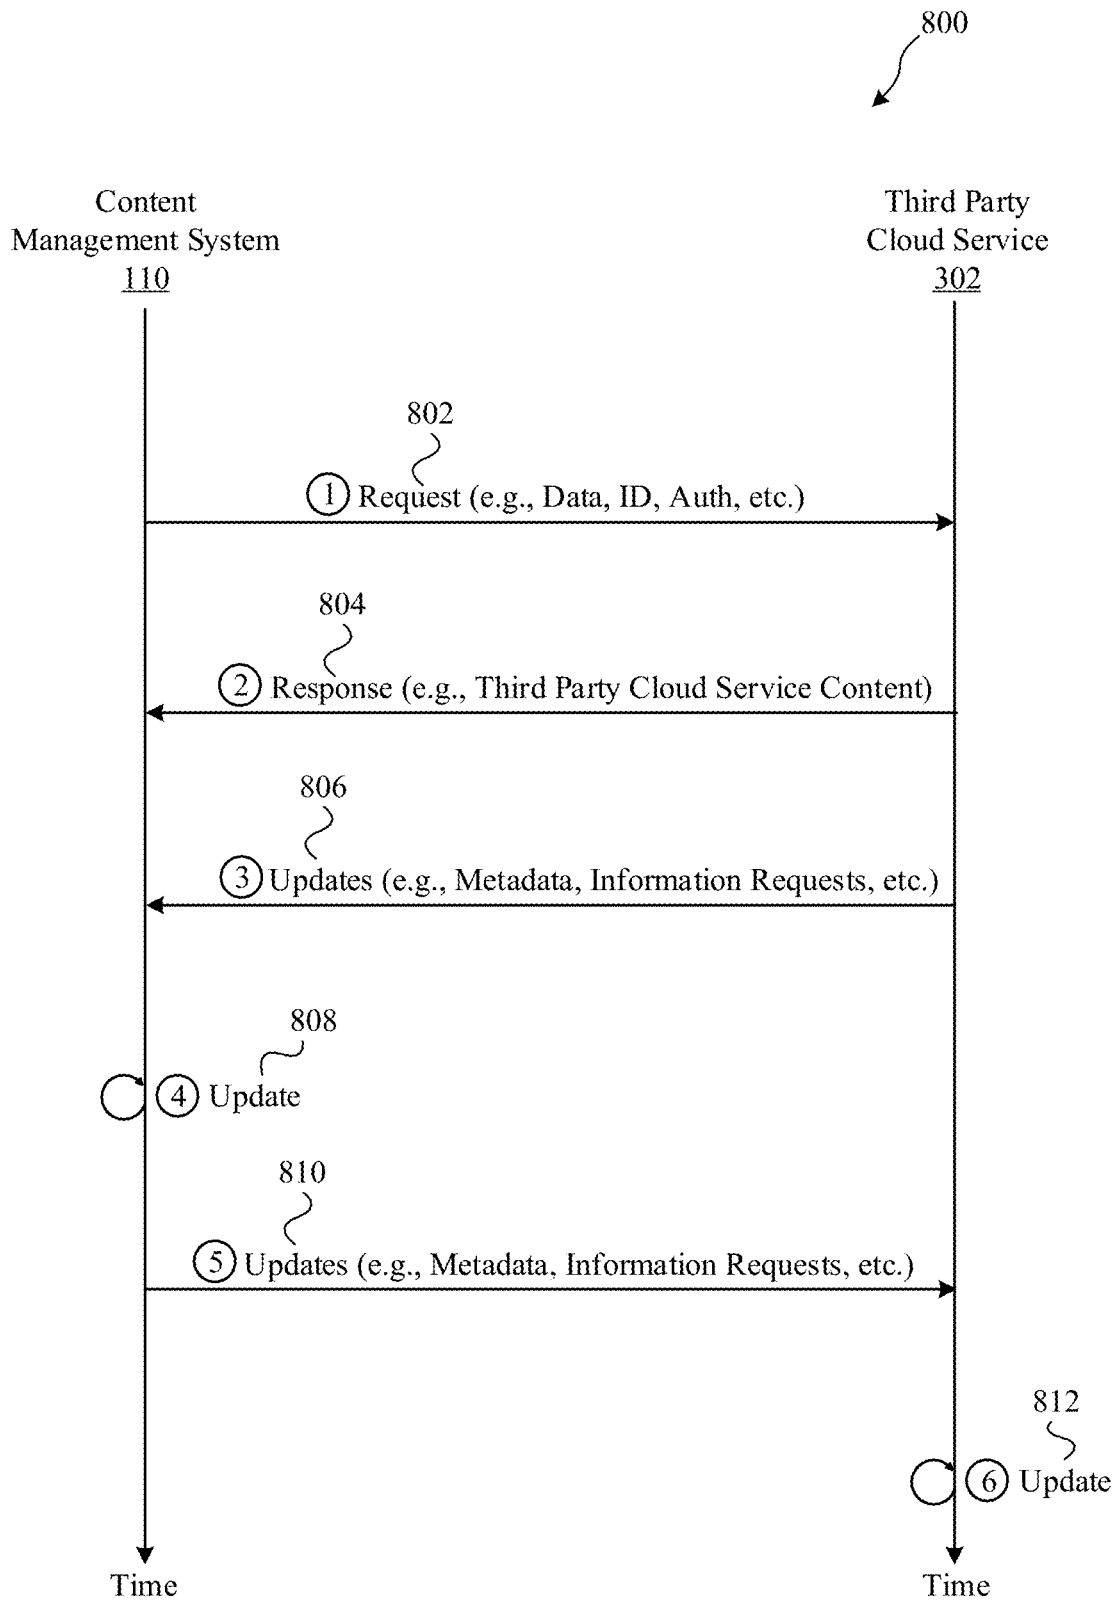 800
Content
Management System
110
Third Party
Cloud Service
302
802
1 Request (e.g., Data, ID, Auth, etc.)
804
2 Response (e.g., Third Party Cloud Service Content)
806
3 Updates (e.g., Metadata, Information Requests, etc.)
808
4 Update
810
5 Updates (e.g., Metadata, Information Requests, etc.)
812
6 Update
Time
Time